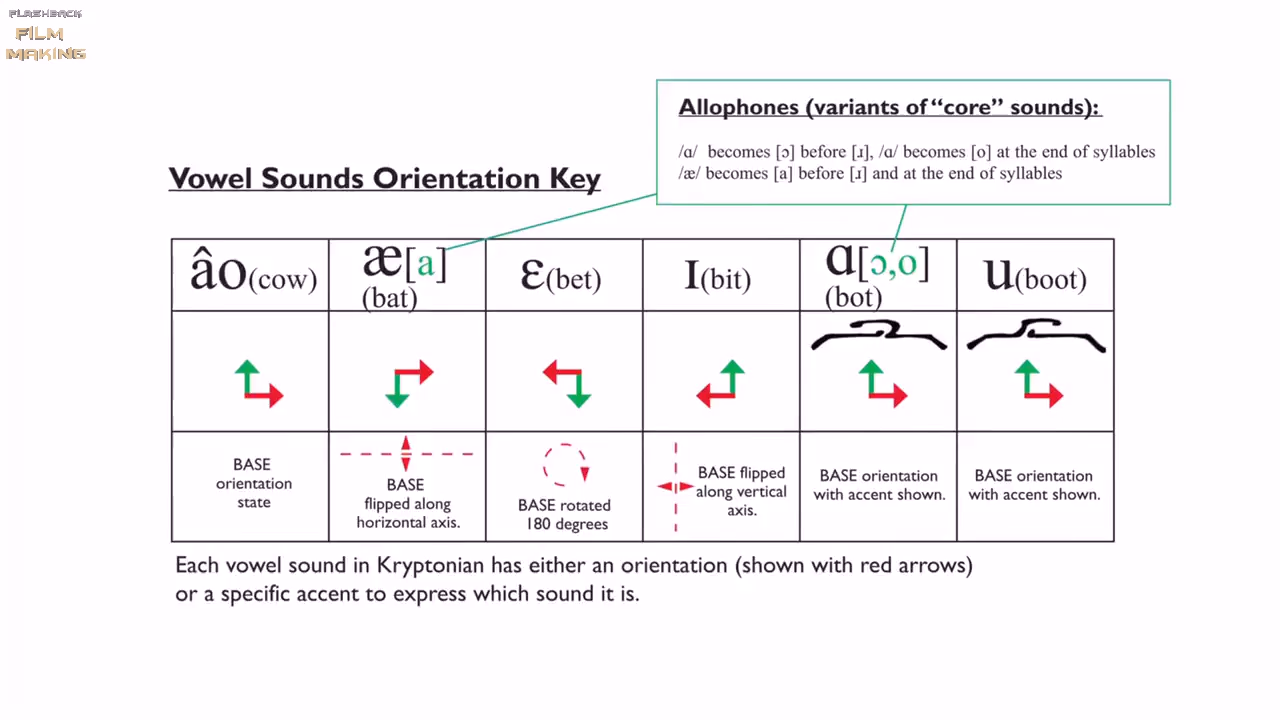 FLASHBACK
FILM
MAKING
Allophones (variants of “core” sounds):
/ɑ/ becomes [ɔ] before [ɹ], /ɑ/ becomes [o] at the end of syllables
/æ/ becomes [a] before [ɹ] and at the end of syllables
Vowel Sounds Orientation Key
âo(cow)
æ[a]
(bat)
ɛ(bet)
ɪ(bit)
ɑ[ɔ,o]
(bot)
u(boot)
BASE
orientation
state
BASE
flipped along
horizontal axis.
BASE rotated
180 degrees
BASE flipped
along vertical
axis.
BASE orientation
with accent shown.
BASE orientation
with accent shown.
Each vowel sound in Kryptonian has either an orientation (shown with red arrows)
or a specific accent to express which sound it is.